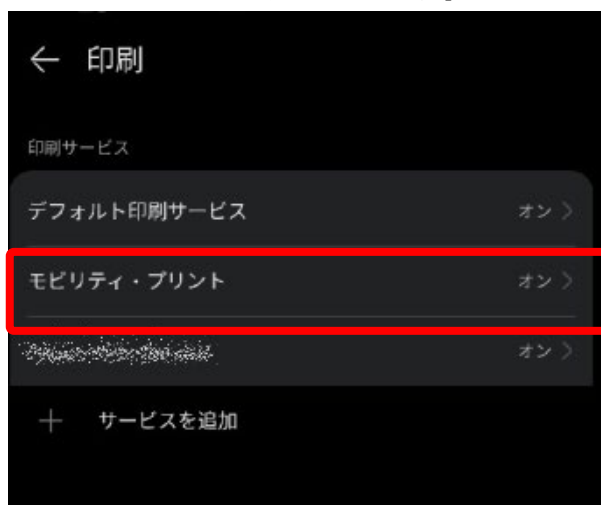 ← 印刷
印刷サービス
デフォルト印刷サービス オン >
モビリティ・プリント オン >
オン >
+ サービスを追加